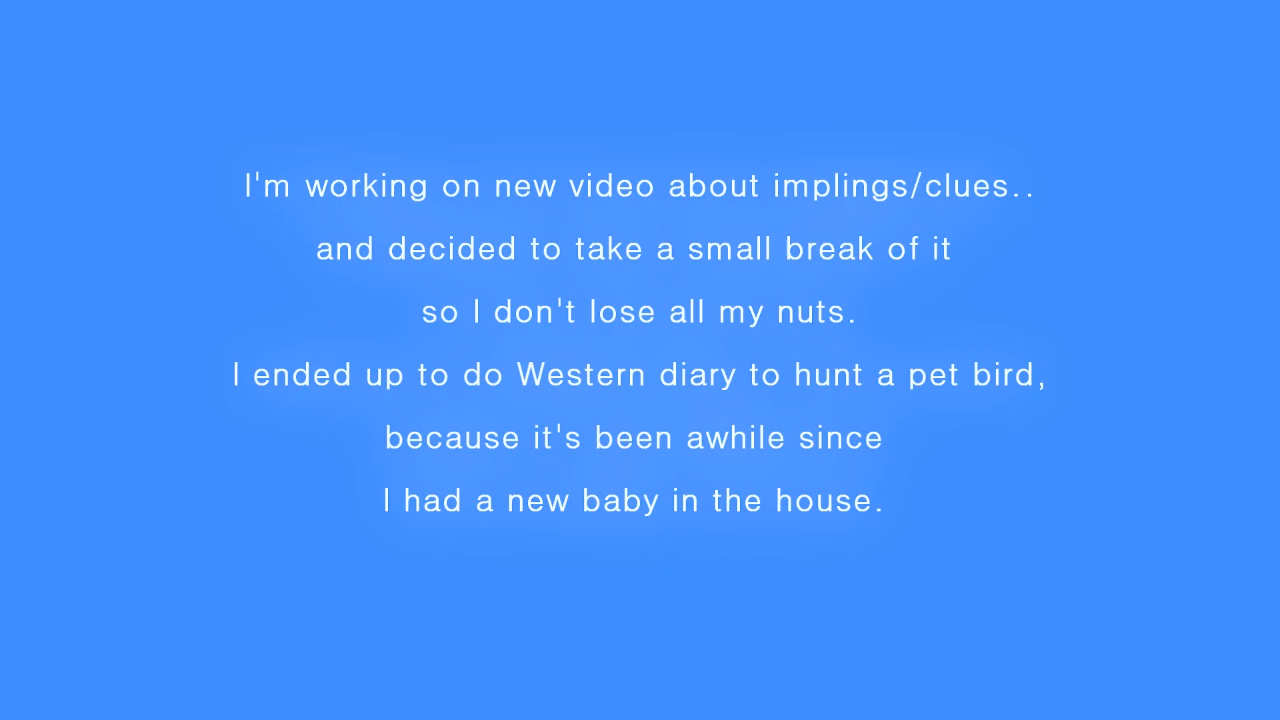 I'm working on new video about implings/clues..
and decided to take a small break of it
so I don't lose all my nuts.
I ended up to do Western diary to hunt a pet bird,
because it's been awhile since
I had a new baby in the house.